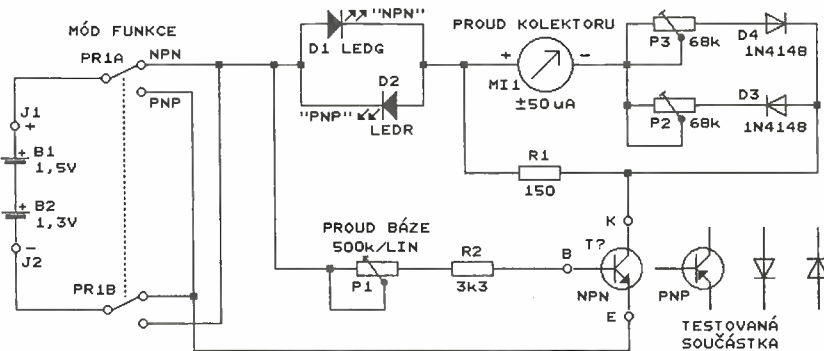 MÓD FUNKCE
PR1A
NPN
PNP
J1
+
+
B1
1,5V
+
B2
1,3V
−
J2
PR1B
"NPN"
D1 LEDG
D2
"PNP"
LEDR
PROUD KOLEKTORU
+
−
MI1
±50uA
P3
68k
D4
1N4148
P2
68k
D3
1N4148
R1
150
PROUD BÁZE
500k/LIN
P1
R2
3k3
B
K
T?
NPN
E
PNP
TESTOVANÁ
SOUČÁSTKA